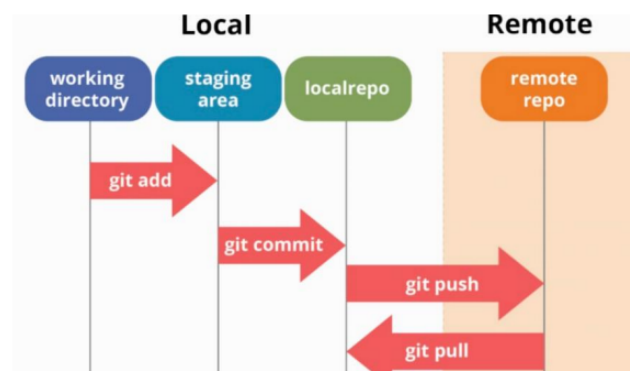 Local
Remote
working
directory
staging
area
localrepo
remote
repo
git add
git commit
git push
git pull